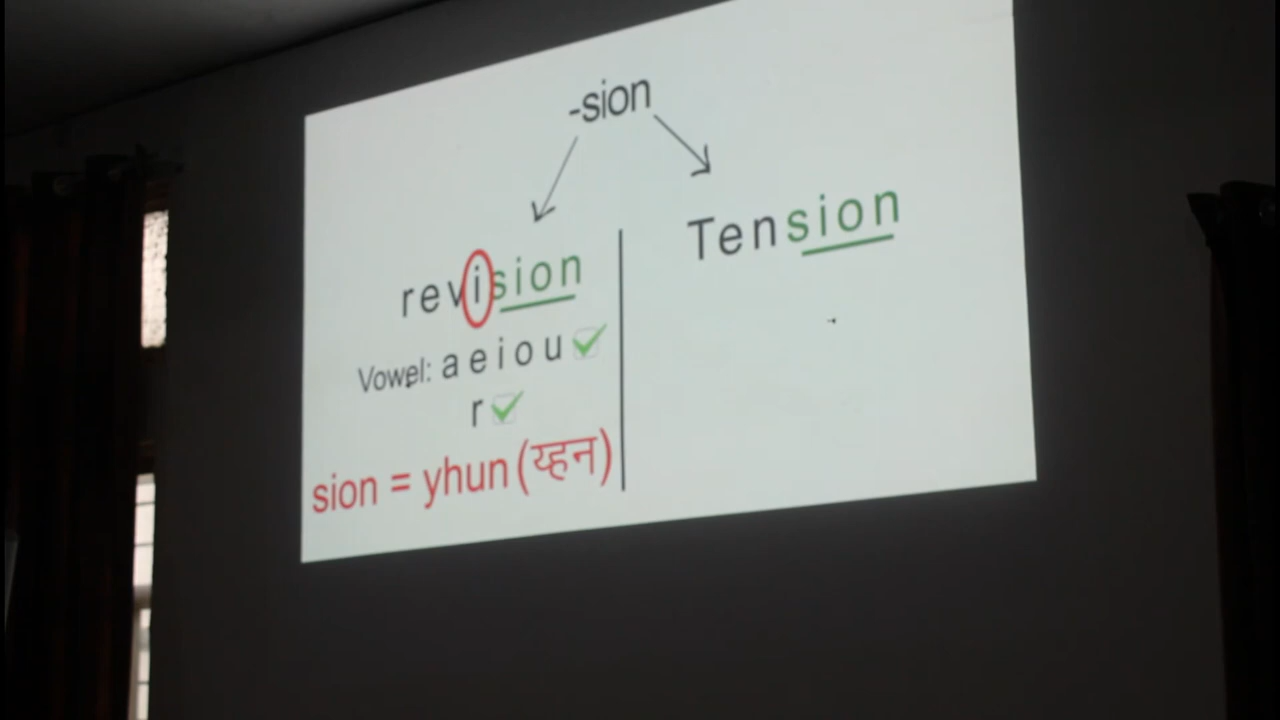 -sion
revision
Tension
Vowel: a e i o u
r
sion = yhun (य्हन)